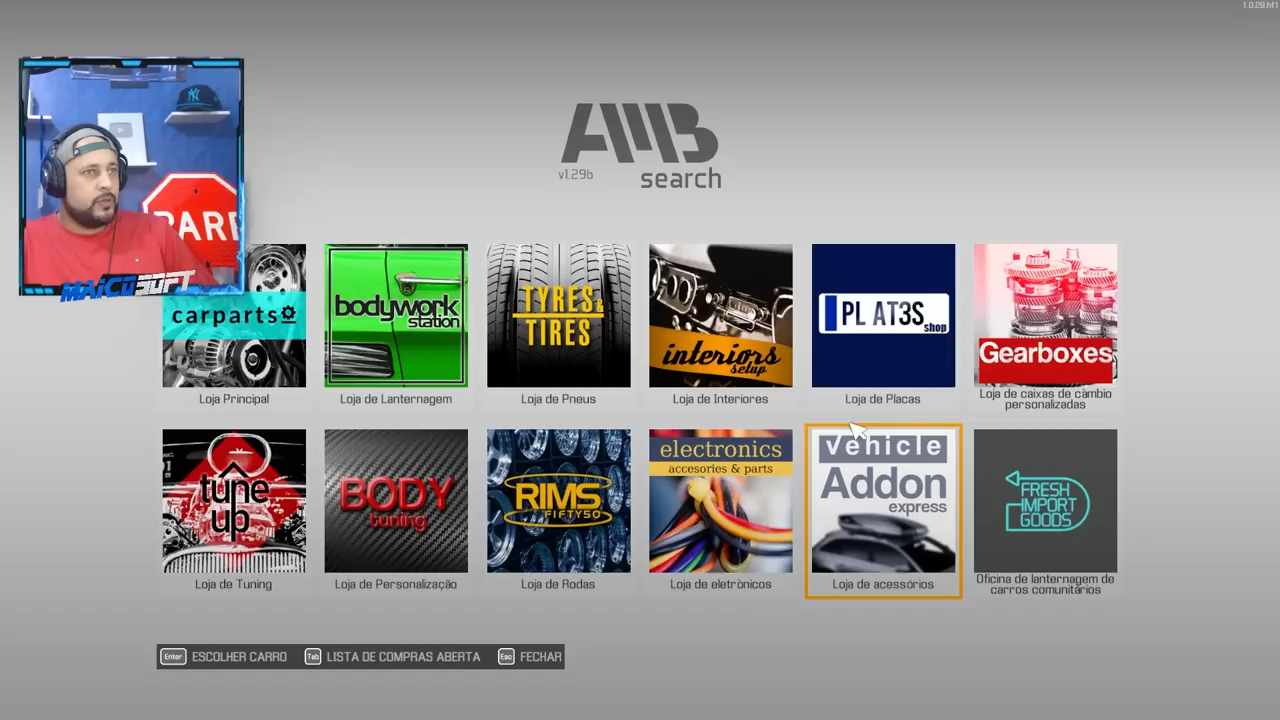 1.0.29.hf1
AMB
v1.29b
search
PARE
MAiCOSOFT
carparts
Loja Principal
bodywork
station
Loja de Lanternagem
TYRES&
TIRES
Loja de Pneus
interiors
setup
Loja de Interiores
PL AT3S
shop
Loja de Placas
Gearboxes
Loja de caixas de câmbio
personalizadas
tune
up
Loja de Tuning
BODY
tuning
Loja de Personalização
RIMS
FIFTY50
Loja de Rodas
electronics
accesories & parts
Loja de eletrônicos
vehicle
Addon
express
Loja de acessórios
FRESH
IMPORT
GOODS
Oficina de lanternagem de
carros comunitários
Enter ESCOLHER CARRO Tab LISTA DE COMPRAS ABERTA Esc FECHAR